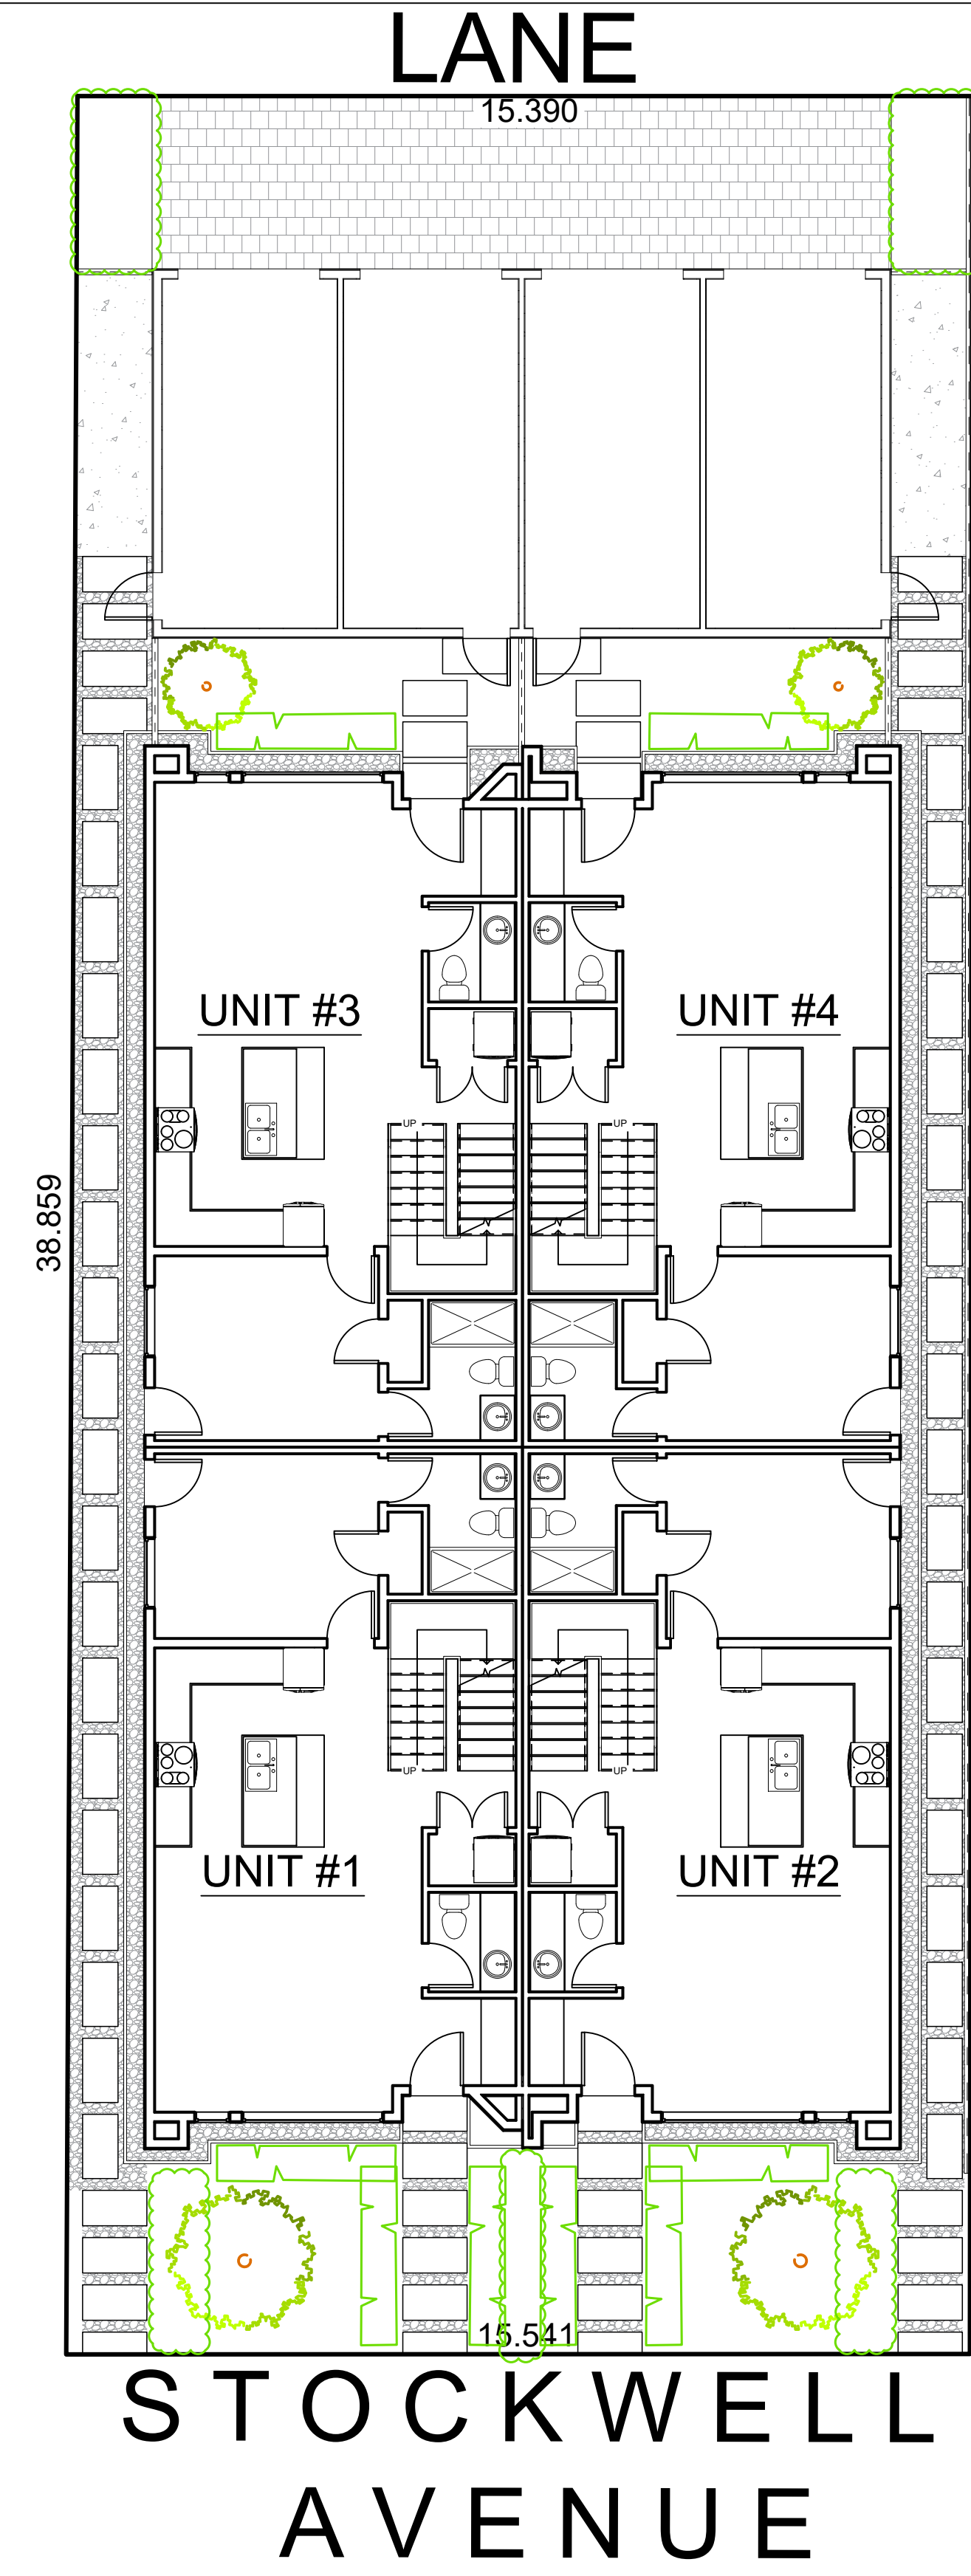 LANE
15.390
UNIT #3
UNIT #4
UP
UP
38.859
UP
UP
UNIT #1
UNIT #2
15.541
STOCKWELL
AVENUE